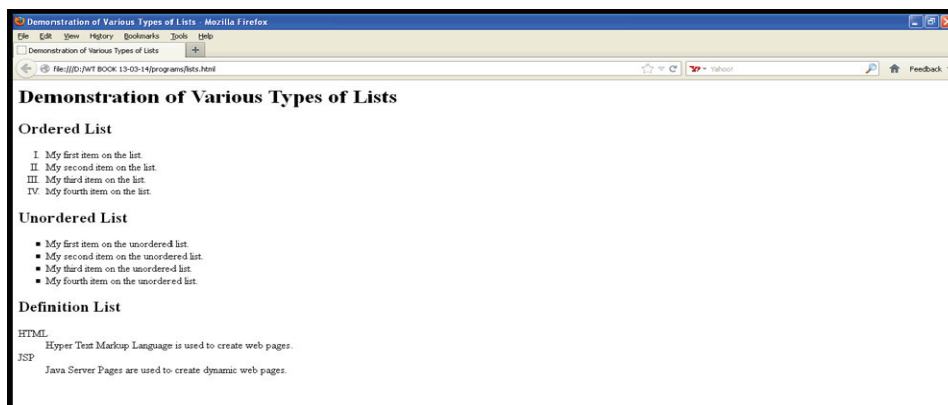 Demonstration of Various Types of Lists - Mozilla Firefox
File Edit View History Bookmarks Tools Help
Demonstration of Various Types of Lists
file:///D:/WT BOOK 13-03-14/programs/lists.html
Yahoo!
Feedback
Demonstration of Various Types of Lists
Ordered List
I. My first item on the list.
II. My second item on the list.
III. My third item on the list.
IV. My fourth item on the list.
Unordered List
My first item on the unordered list.
My second item on the unordered list.
My third item on the unordered list.
My fourth item on the unordered list.
Definition List
HTML
Hyper Text Markup Language is used to create web pages.
JSP
Java Server Pages are used to create dynamic web pages.